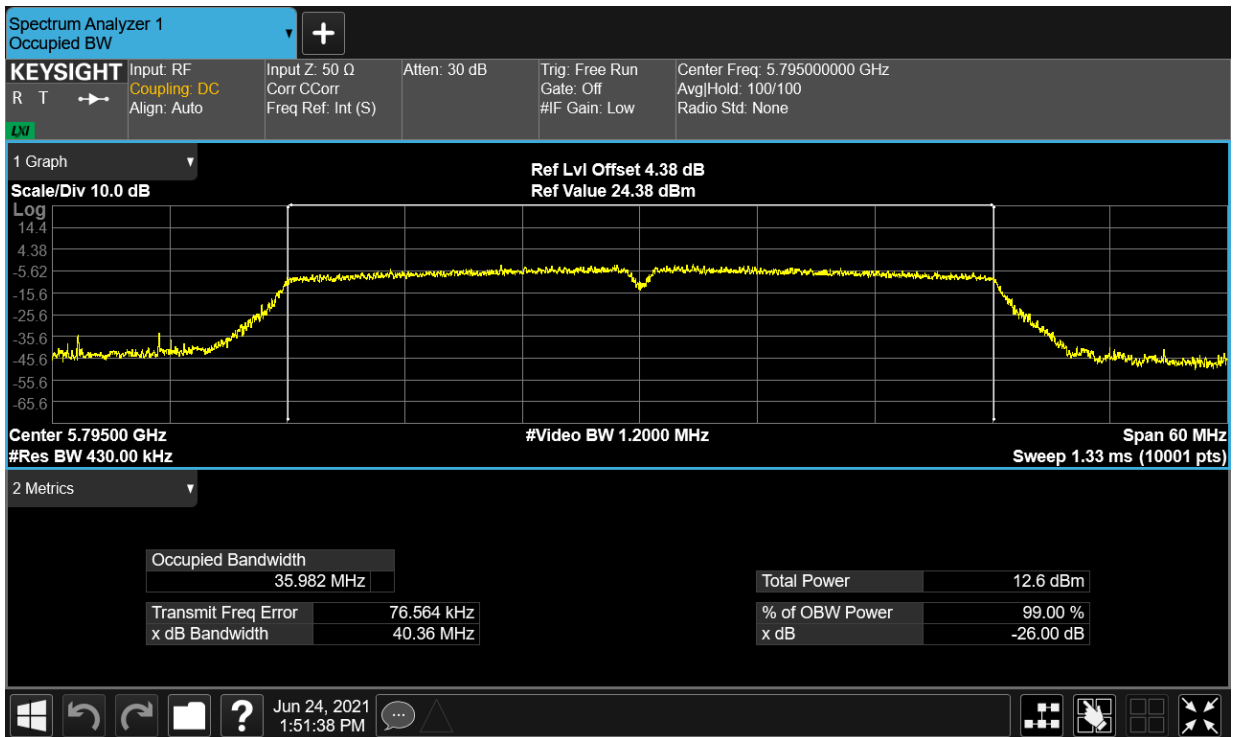 Spectrum Analyzer 1
Occupied BW
▼
+
KEYSIGHT
R T
LXI
Input: RF
Coupling: DC
Align: Auto
Input Z: 50 Ω
Corr CCorr
Freq Ref: Int (S)
Atten: 30 dB
Trig: Free Run
Gate: Off
#IF Gain: Low
Center Freq: 5.795000000 GHz
Avg|Hold: 100/100
Radio Std: None
1 Graph ▼
Scale/Div 10.0 dB
Ref Lvl Offset 4.38 dB
Ref Value 24.38 dBm
Log
14.4
4.38
-5.62
-15.6
-25.6
-35.6
-45.6
-55.6
-65.6
Center 5.79500 GHz
#Res BW 430.00 kHz
#Video BW 1.2000 MHz
Span 60 MHz
Sweep 1.33 ms (10001 pts)
2 Metrics ▼
Occupied Bandwidth
35.982 MHz
Transmit Freq Error 76.564 kHz
x dB Bandwidth 40.36 MHz
Total Power 12.6 dBm
% of OBW Power 99.00 %
x dB -26.00 dB
?
Jun 24, 2021
1:51:38 PM